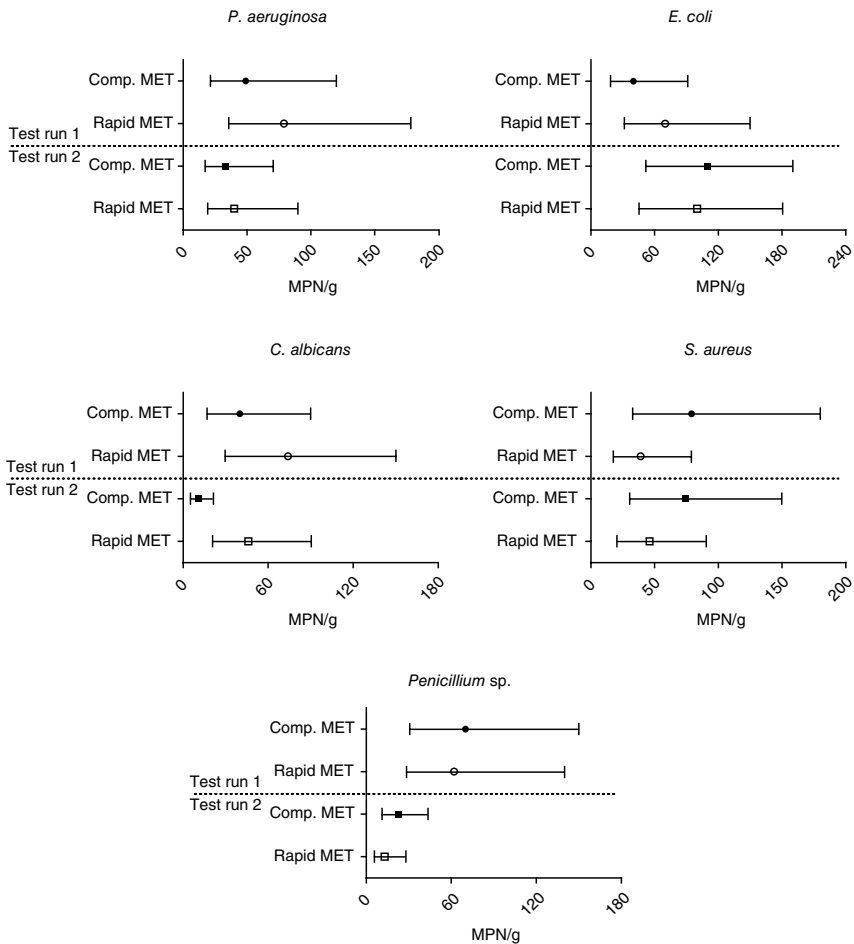 P. aeruginosa
Comp. MET
Rapid MET
Test run 1
Test run 2
Comp. MET
Rapid MET
0
50
100
150
200
MPN/g
E. coli
Comp. MET
Rapid MET
Comp. MET
Rapid MET
0
60
120
180
240
MPN/g
C. albicans
Comp. MET
Rapid MET
Test run 1
Test run 2
Comp. MET
Rapid MET
0
60
120
180
MPN/g
S. aureus
Comp. MET
Rapid MET
Comp. MET
Rapid MET
0
50
100
150
200
MPN/g
Penicillium sp.
Comp. MET
Rapid MET
Test run 1
Test run 2
Comp. MET
Rapid MET
0
60
120
180
MPN/g